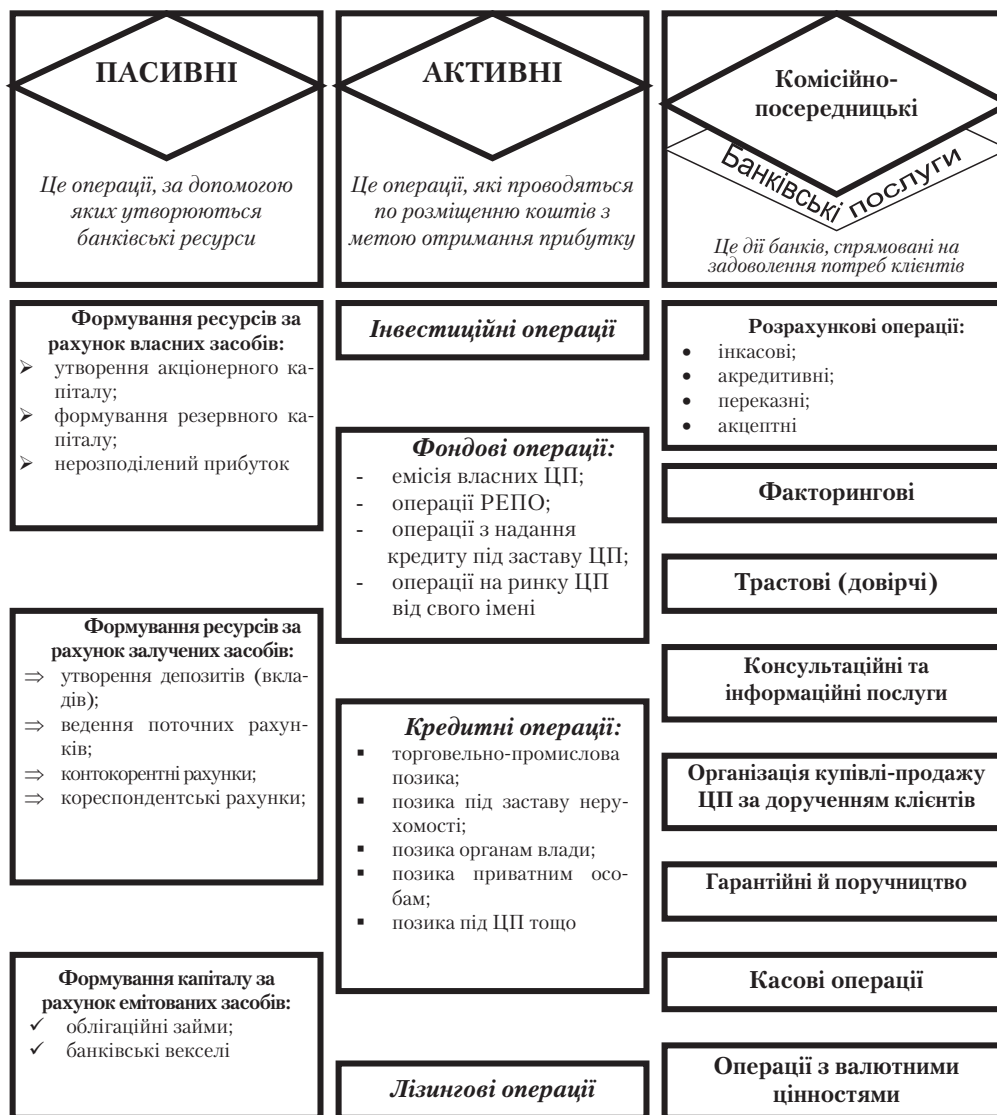 ПАСИВНІ
Це операції, за допомогою
яких утворюються
банківські ресурси
Формування ресурсів за
рахунок власних засобів:
➢ утворення акціонерного ка-
піталу;
➢ формування резервного ка-
піталу;
➢ нерозподілений прибуток
Формування ресурсів за
рахунок залучених засобів:
⇒ утворення депозитів (вкла-
дів);
⇒ ведення поточних рахун-
ків;
⇒ контокорентні рахунки;
⇒ кореспондентські рахунки;
Формування капіталу за
рахунок емітованих засобів:
✓ облігаційні займи;
✓ банківські векселі
АКТИВНІ
Це операції, які проводяться
по розміщенню коштів з
метою отримання прибутку
Інвестиційні операції
Фондові операції:
- емісія власних ЦП;
- операції РЕПО;
- операції з надання
кредиту під заставу ЦП;
- операції на ринку ЦП
від свого імені
Кредитні операції:
▪ торговельно-промислова
позика;
▪ позика під заставу неру-
хомості;
▪ позика органам влади;
▪ позика приватним осо-
бам;
▪ позика під ЦП тощо
Лізингові операції
Комісійно-
посередницькі
Банківські послуги
Це дії банків, спрямовані на
задоволення потреб клієнтів
Розрахункові операції:
• інкасові;
• акредитивні;
• переказні;
• акцептні
Факторингові
Трастові (довірчі)
Консультаційні та
інформаційні послуги
Організація купівлі-продажу
ЦП за дорученням клієнтів
Гарантійні й поручництво
Касові операції
Операції з валютними
цінностями